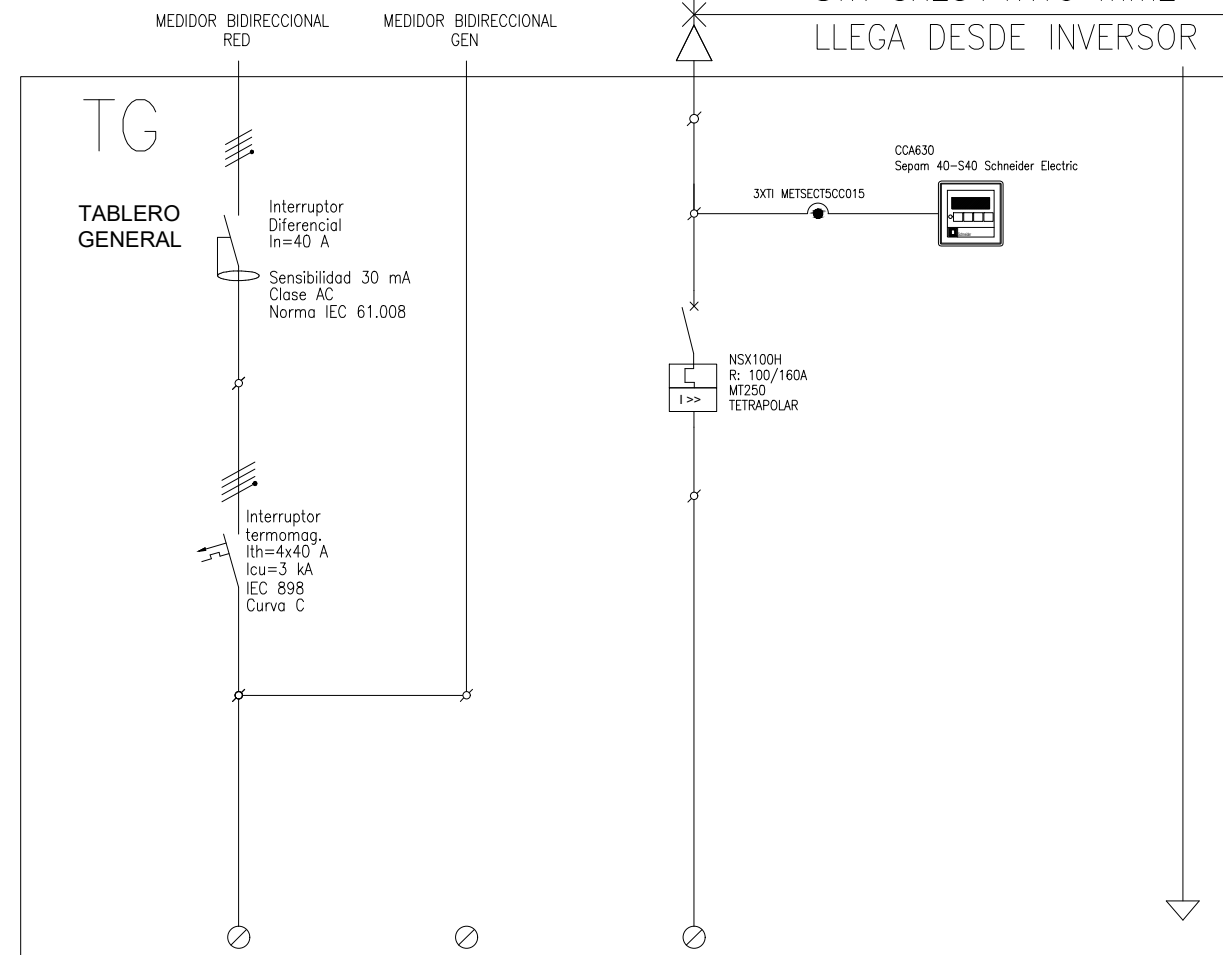 MEDIDOR BIDIRECCIONAL
RED
MEDIDOR BIDIRECCIONAL
GEN
LLEGA DESDE INVERSOR
TG
TABLERO
GENERAL
Interruptor
Diferencial
In=40 A
Sensibilidad 30 mA
Clase AC
Norma IEC 61.008
CCA630
Sepam 40-S40 Schneider Electric
3XTI METSECT5CC015
NSX100H
R: 100/160A
MT250
TETRAPOLAR
I >>
Interruptor
termomag.
Ith=4x40 A
Icu=3 kA
IEC 898
Curva C